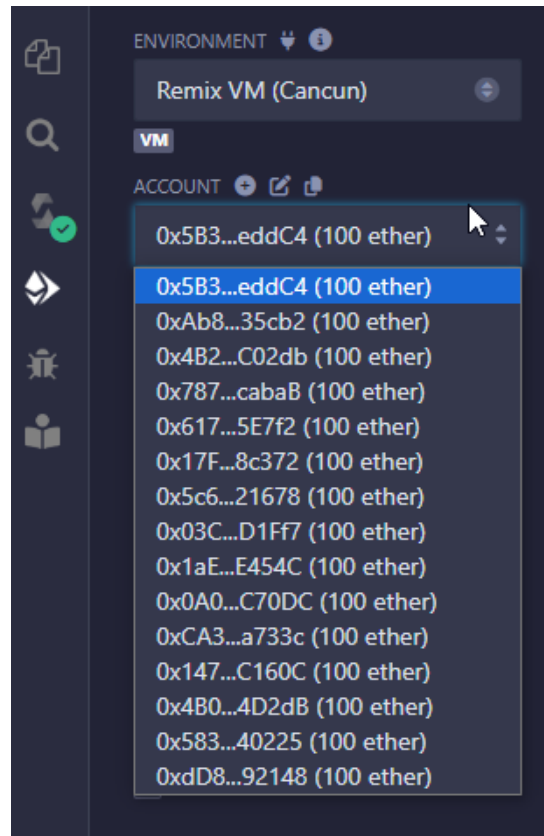 ENVIRONMENT
Remix VM (Cancun)
VM
ACCOUNT
0x5B3...eddC4 (100 ether)
0x5B3...eddC4 (100 ether)
0xAb8...35cb2 (100 ether)
0x4B2...C02db (100 ether)
0x787...cabaB (100 ether)
0x617...5E7f2 (100 ether)
0x17F...8c372 (100 ether)
0x5c6...21678 (100 ether)
0x03C...D1Ff7 (100 ether)
0x1aE...E454C (100 ether)
0x0A0...C70DC (100 ether)
0xCA3...a733c (100 ether)
0x147...C160C (100 ether)
0x4B0...4D2dB (100 ether)
0x583...40225 (100 ether)
0xdD8...92148 (100 ether)